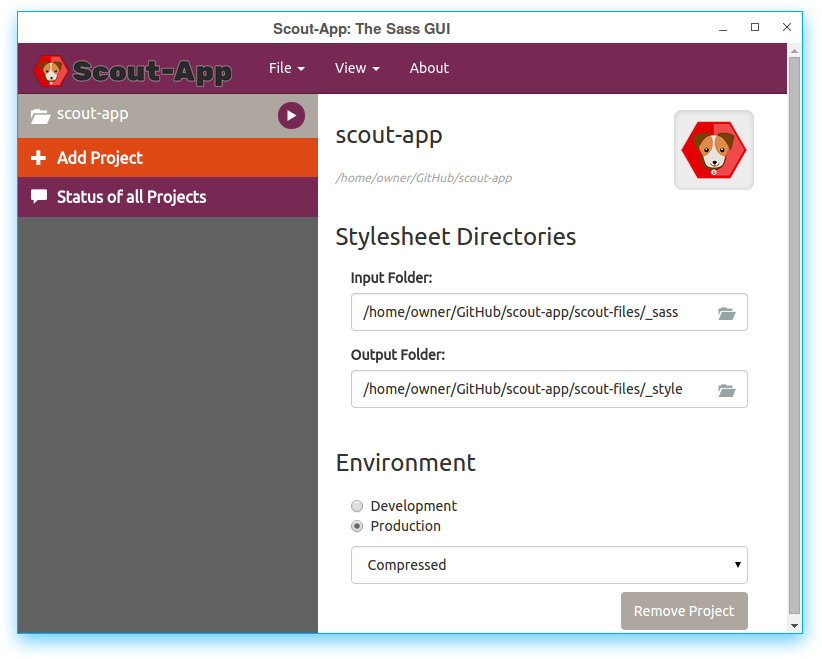 Scout-App: The Sass GUI
Scout-App File View About
scout-app
Add Project
Status of all Projects
scout-app
/home/owner/GitHub/scout-app
Stylesheet Directories
Input Folder:
/home/owner/GitHub/scout-app/scout-files/_sass
Output Folder:
/home/owner/GitHub/scout-app/scout-files/_style
Environment
Development
Production
Compressed
Remove Project